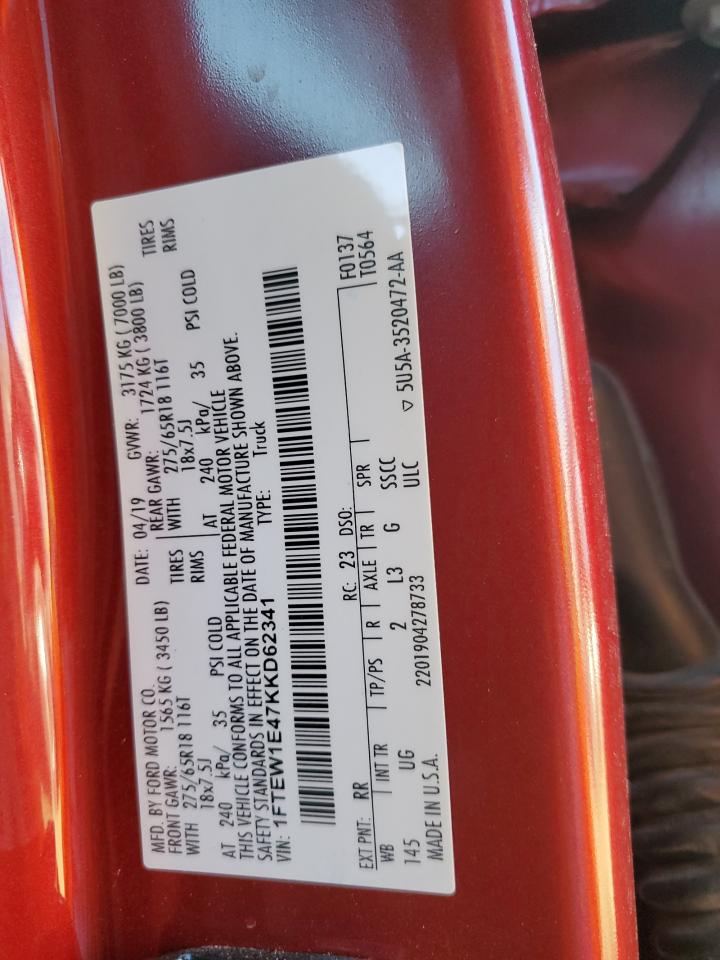 MFD. BY FORD MOTOR CO.
DATE: 04/19 GVWR: 3175 KG ( 7000 LB)
FRONT GAWR: 1565 KG ( 3450 LB) REAR GAWR: 1724 KG ( 3800 LB)
WITH 275/65R18 116T TIRES WITH 275/65R18 116T TIRES
18x7.5J RIMS 18x7.5J RIMS
AT 240 kPa/ 35 PSI COLD AT 240 kPa/ 35 PSI COLD
THIS VEHICLE CONFORMS TO ALL APPLICABLE FEDERAL MOTOR VEHICLE
SAFETY STANDARDS IN EFFECT ON THE DATE OF MANUFACTURE SHOWN ABOVE.
VIN: 1FTEW1E47KKD62341 TYPE: Truck
F0137
EXT PNT: RR RC: 23 DSO: T0564
WB INT TR TP/PS R AXLE TR SPR
145 UG 2 L3 G SSCC
ULC
MADE IN U.S.A. 2201904278733 ▽ 5U5A-3520472-AA